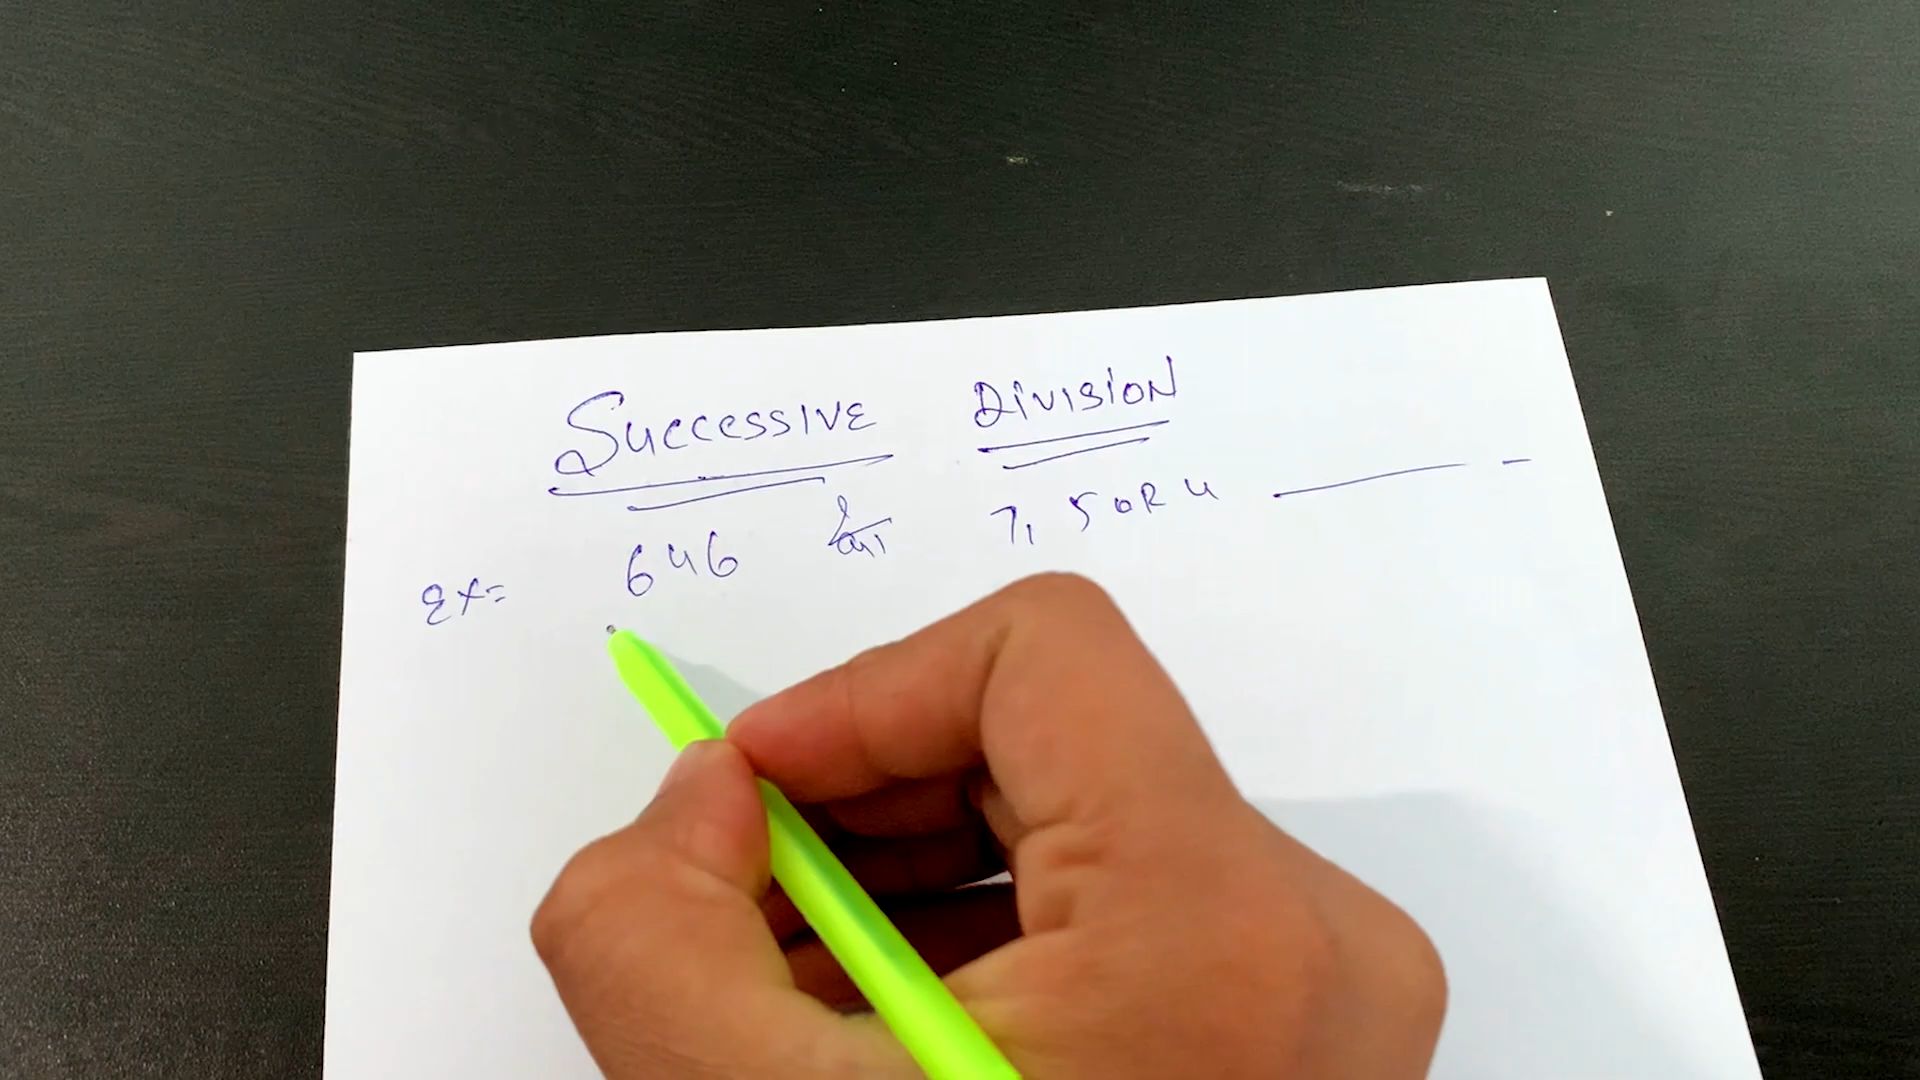 SUCCESSIVE DIVISION
Ex= 646 7, 5 OR 4 ———— –